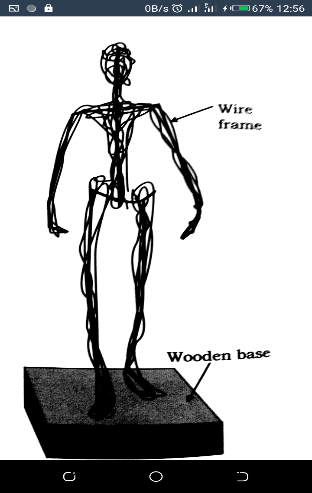 0B/s 67% 12:56
Wire
frame
Wooden base